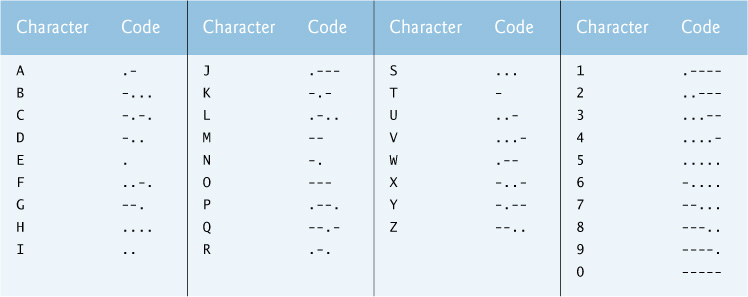 Character Code Character Code Character Code Character Code
A .- J .--- S ... 1 .----
B -... K -.- T - 2 ..---
C -.-. L .-.. U ..- 3 ...--
D -.. M -- V ...- 4 ....-
E . N -. W .-- 5 .....
F ..-. O --- X -..- 6 -....
G --. P .--. Y -.-- 7 --...
H .... Q --.- Z --.. 8 ---..
I .. R .-. 9 ----.
0 -----